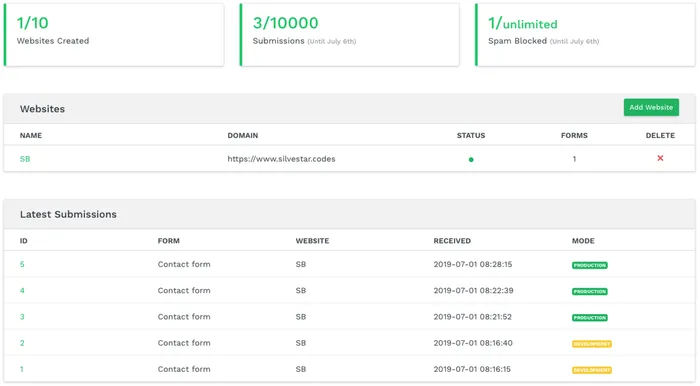 1/10
Websites Created
3/10000
Submissions (Until July 6th)
1/unlimited
Spam Blocked (Until July 6th)
Websites
Add Website
NAME DOMAIN STATUS FORMS DELETE
SB https://www.silvestar.codes 1
Latest Submissions
ID FORM WEBSITE RECEIVED MODE
5 Contact form SB 2019-07-01 08:28:15 PRODUCTION
4 Contact form SB 2019-07-01 08:22:39 PRODUCTION
3 Contact form SB 2019-07-01 08:21:52 PRODUCTION
2 Contact form SB 2019-07-01 08:16:40 DEVELOPMENT
1 Contact form SB 2019-07-01 08:16:15 DEVELOPMENT